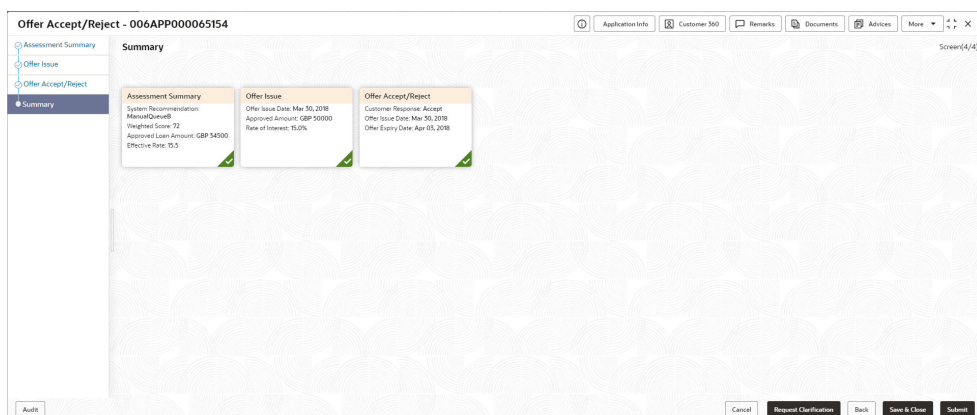 Offer Accept/Reject - 006APP000065154
Application Info
Customer 360
Remarks
Documents
Advices
More
Assessment Summary
Offer Issue
Offer Accept/Reject
Summary
Summary
Screen(4/4)
Assessment Summary
System Recommendation:
ManualQueueB
Weighted Score: 72
Approved Loan Amount: GBP 34500
Effective Rate: 15.5
Offer Issue
Offer Issue Date: Mar 30, 2018
Approved Amount: GBP 50000
Rate of Interest: 15.0%
Offer Accept/Reject
Customer Response: Accept
Offer Issue Date: Mar 30, 2018
Offer Expiry Date: Apr 03, 2018
Audit
Cancel
Request Clarification
Back
Save & Close
Submit